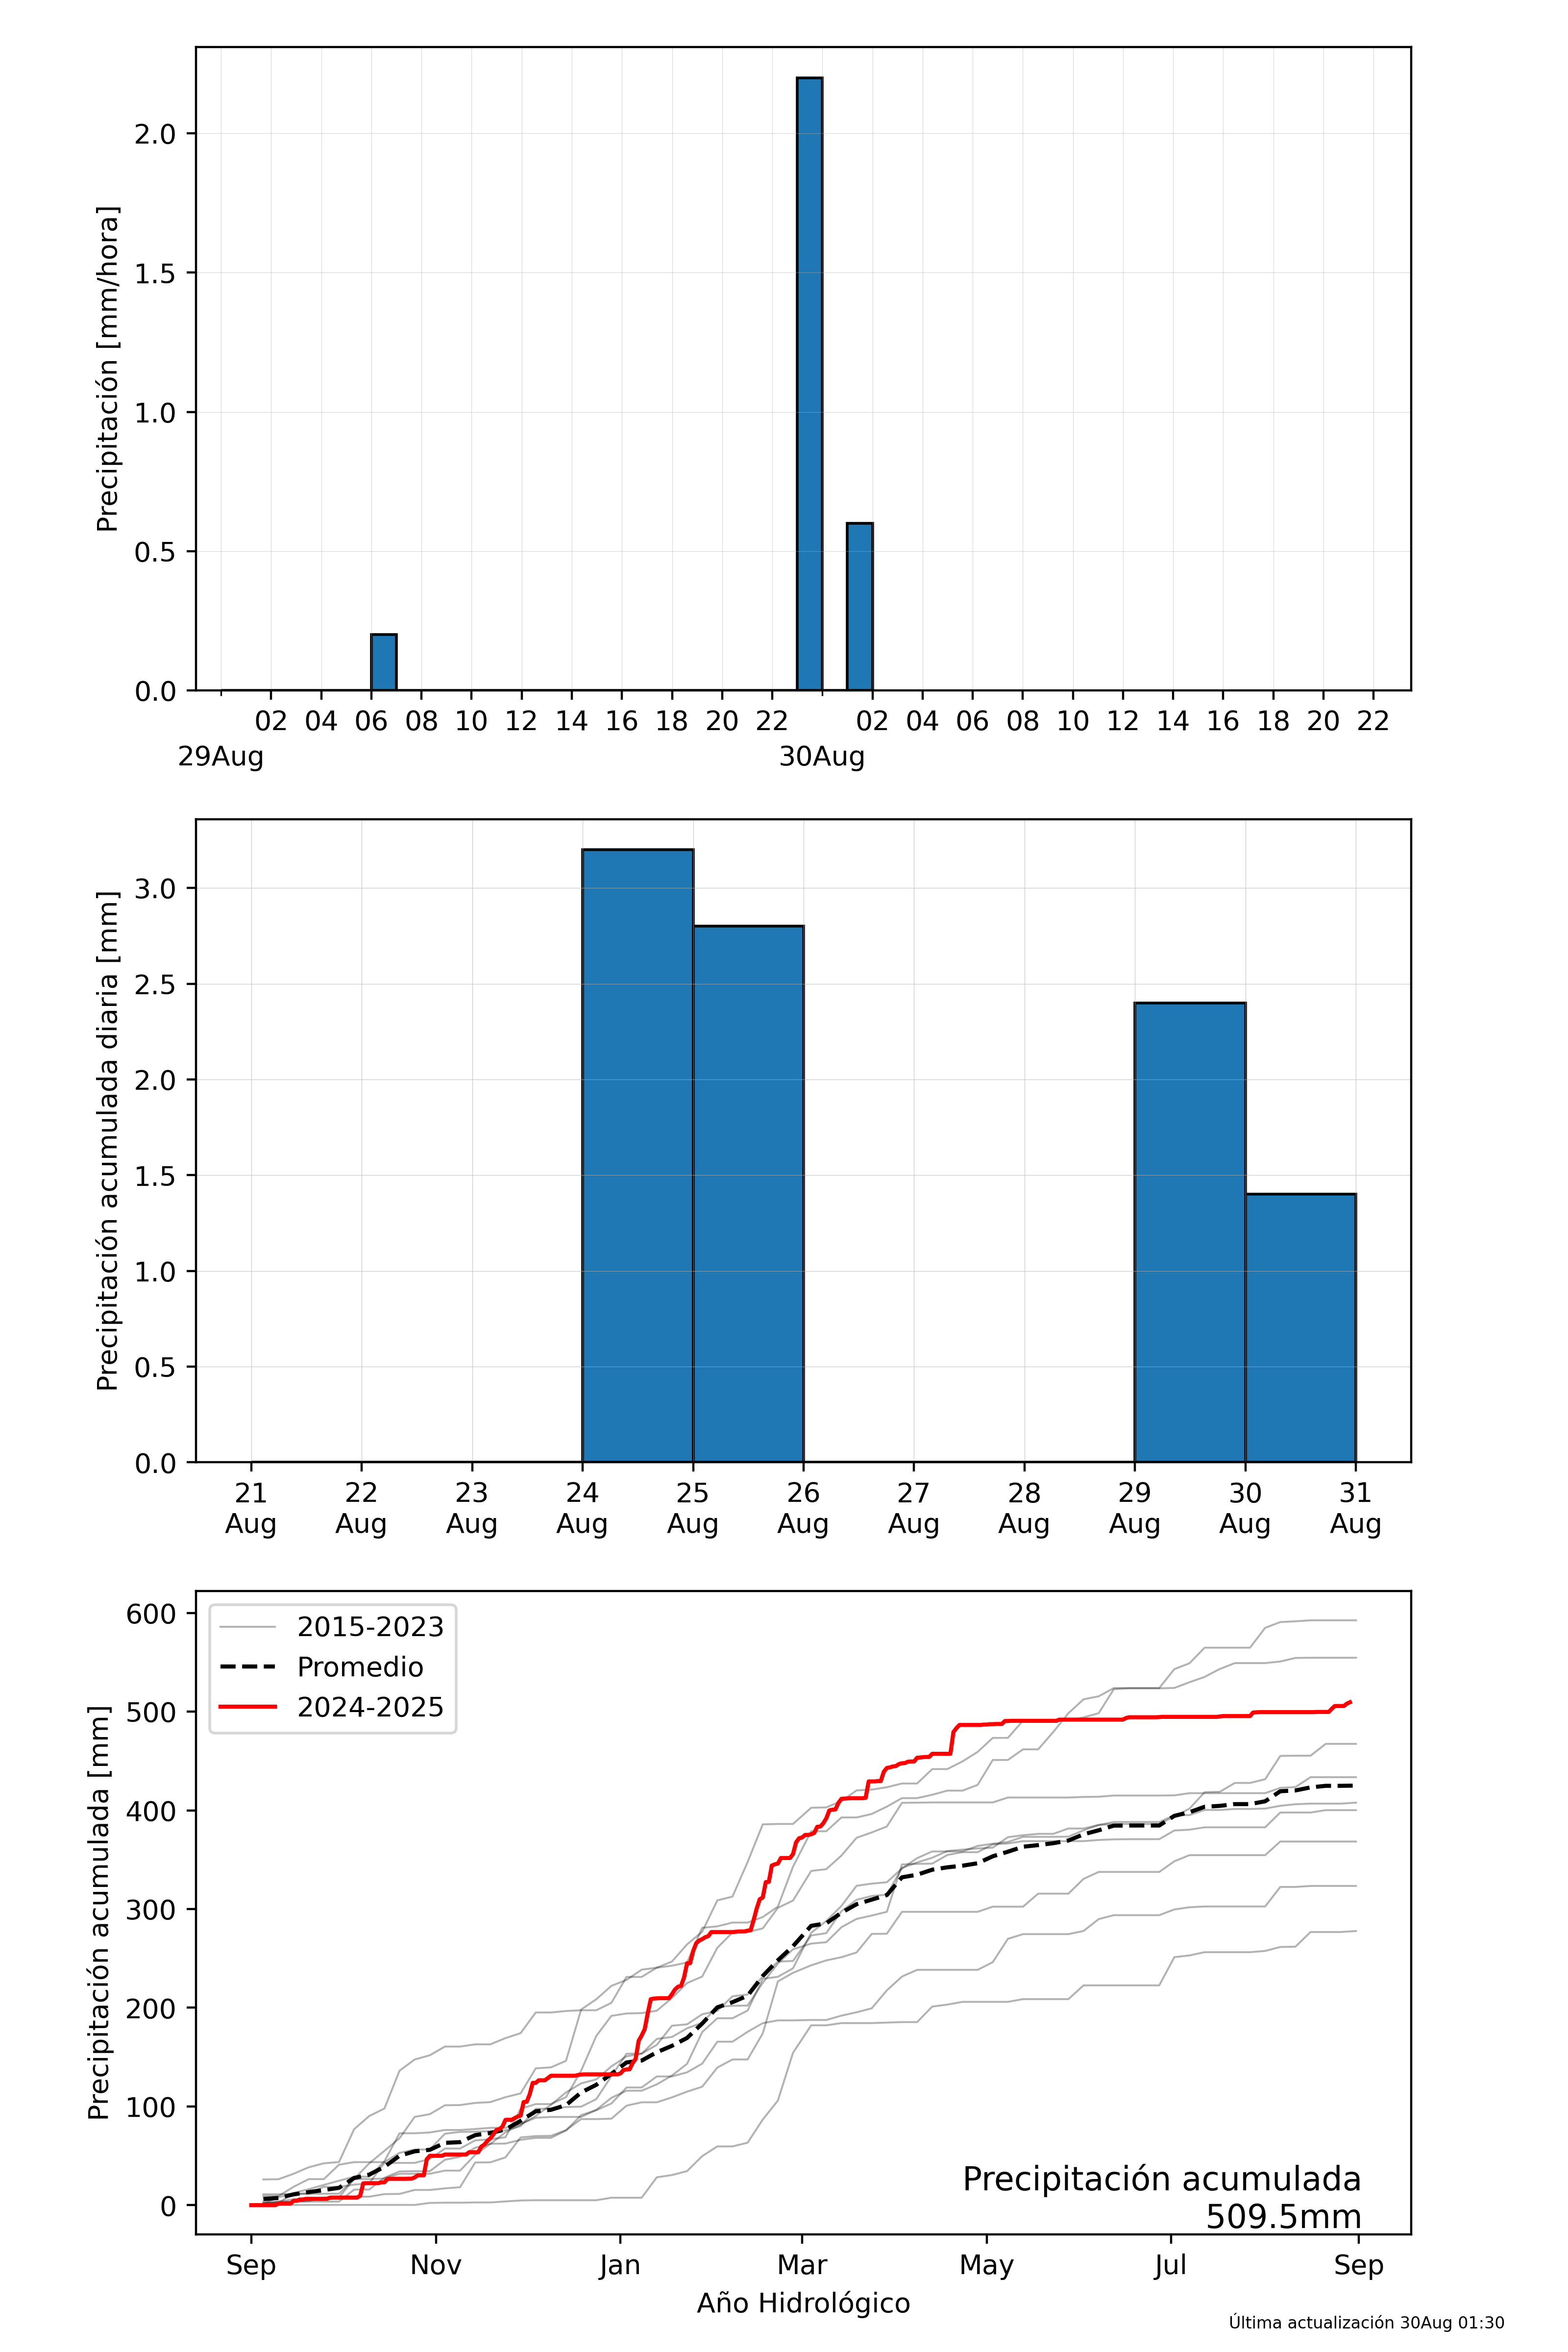 Precipitación [mm/hora]
2.0
1.5
1.0
0.5
0.0
02 04 06 08 10 12 14 16 18 20 22 02 04 06 08 10 12 14 16 18 20 22
29Aug 30Aug
Precipitación acumulada diaria [mm]
3.0
2.5
2.0
1.5
1.0
0.5
0.0
21 22 23 24 25 26 27 28 29 30 31
Aug Aug Aug Aug Aug Aug Aug Aug Aug Aug Aug
Precipitación acumulada [mm]
600
500
400
300
200
100
0
2015-2023
Promedio
2024-2025
Precipitación acumulada
509.5mm
Sep Nov Jan Mar May Jul Sep
Año Hidrológico
Última actualización 30Aug 01:30